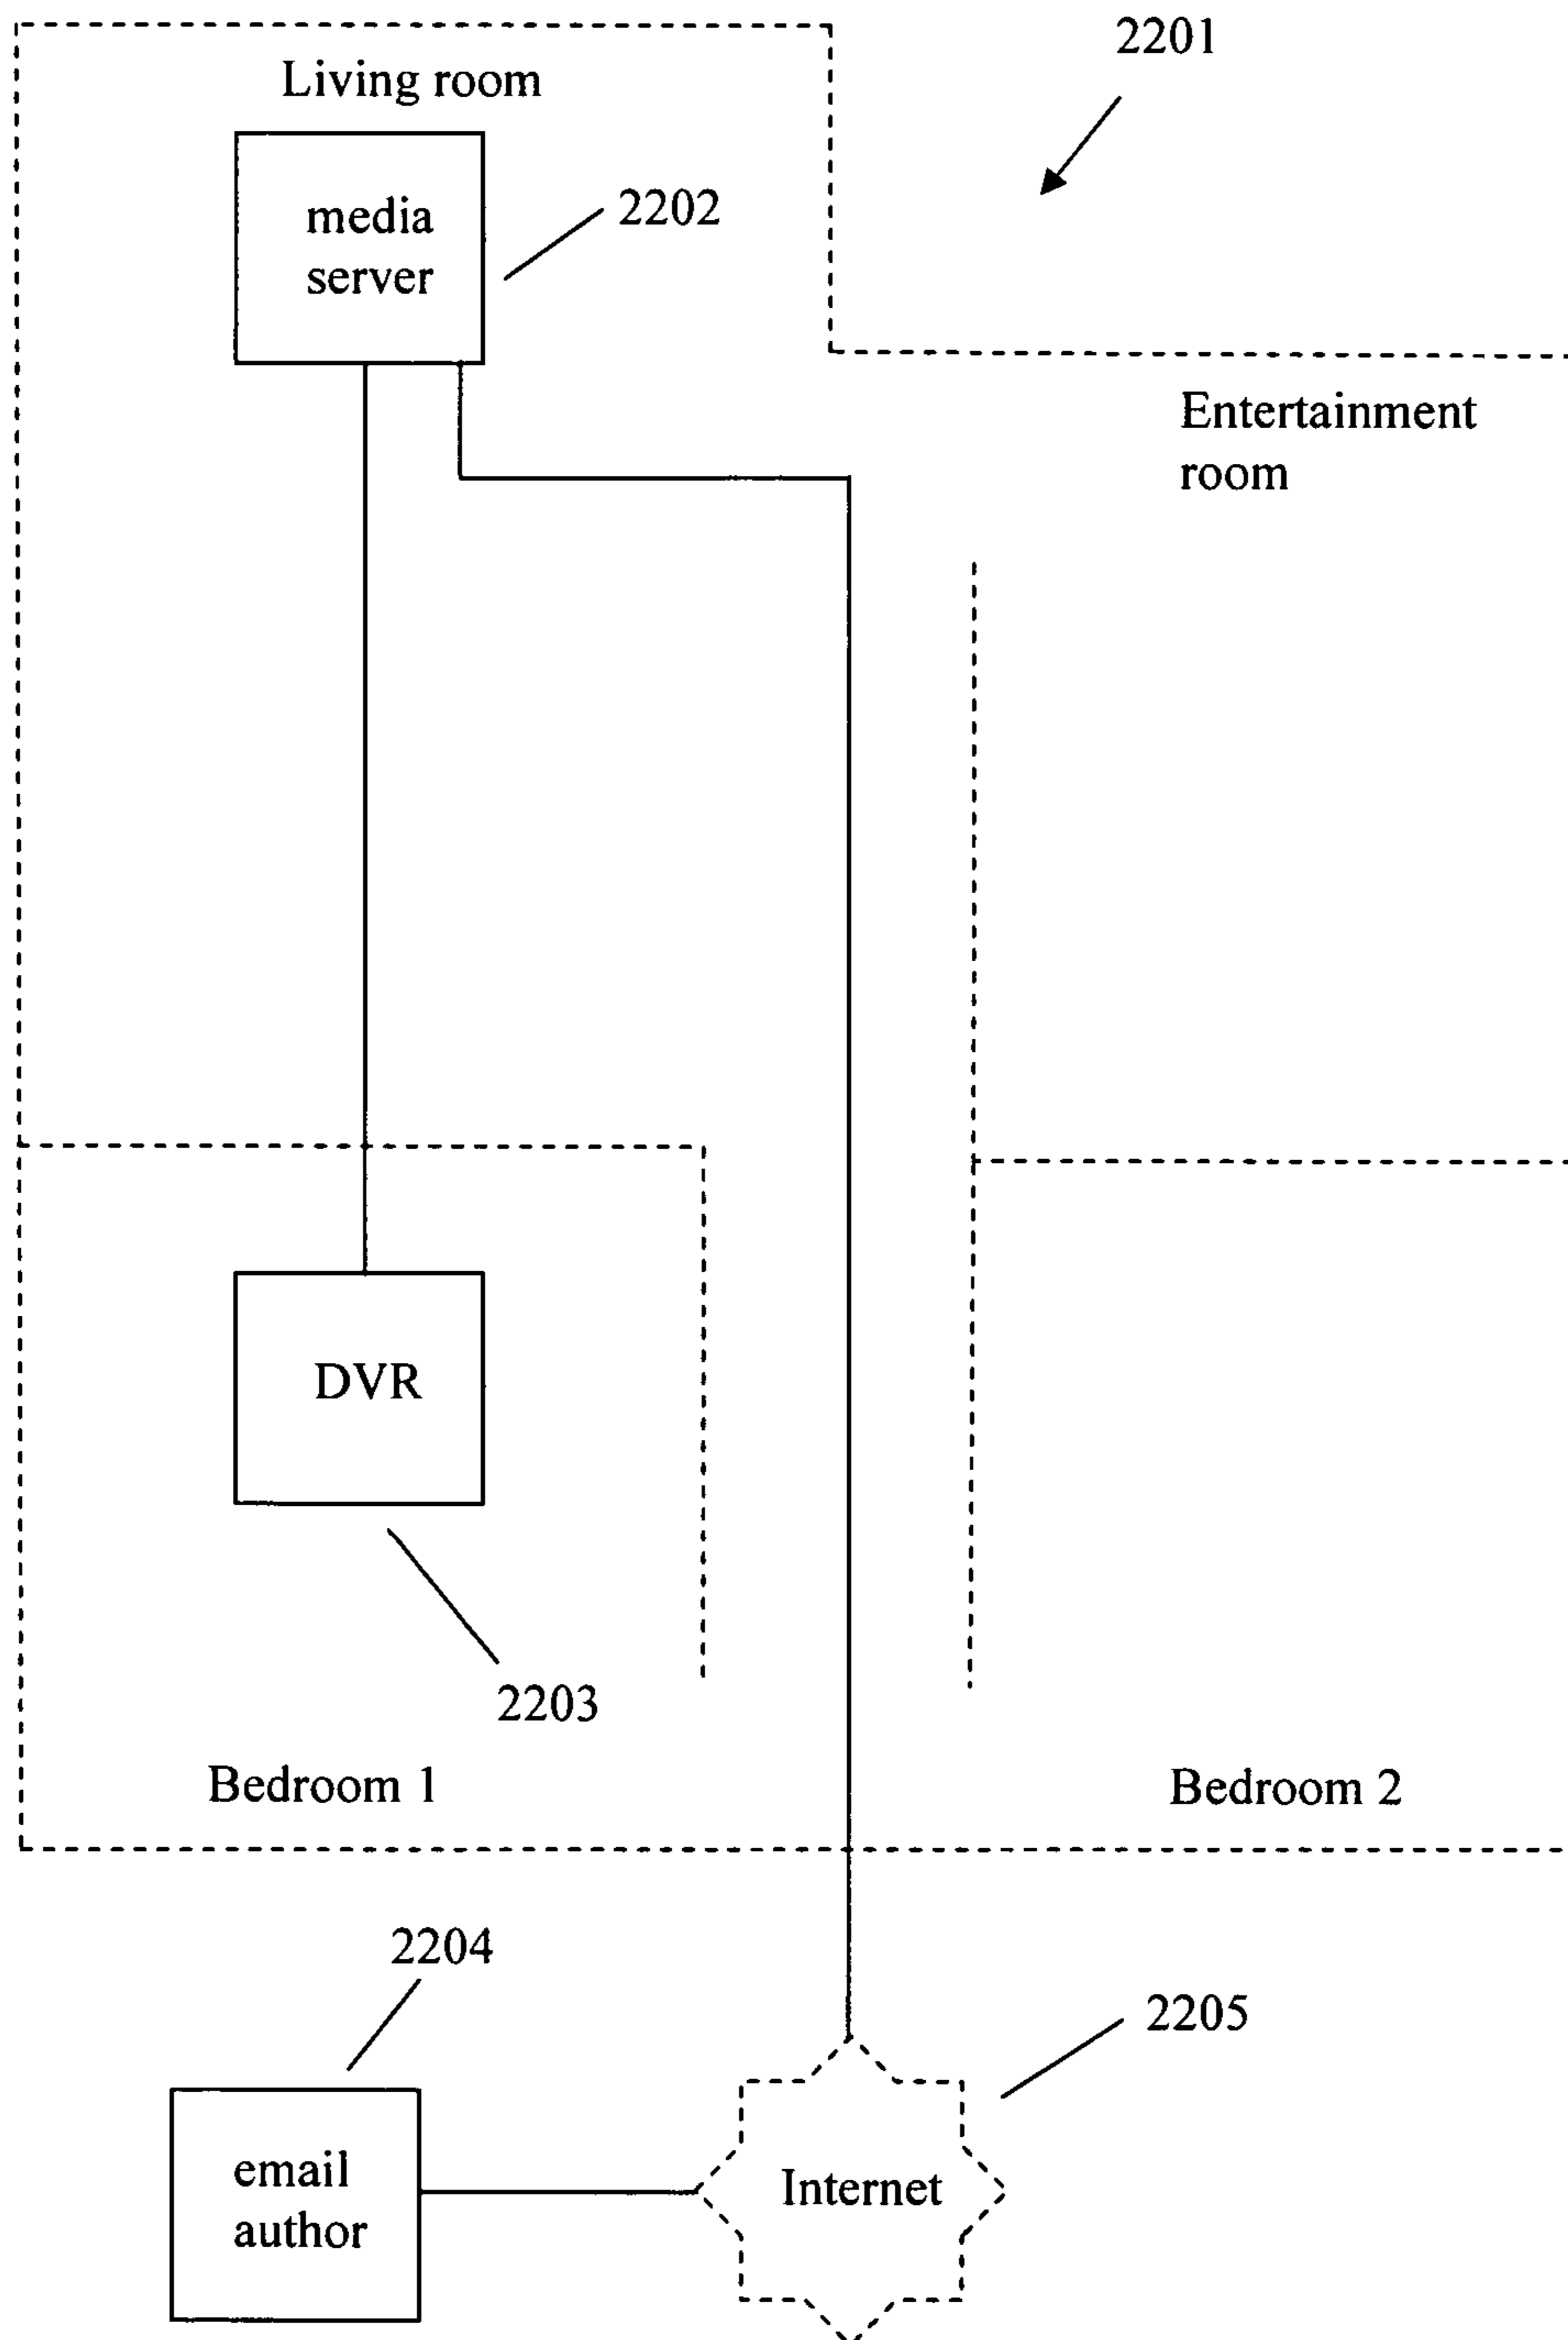 2201
Living room
media
server
2202
Entertainment
room
DVR
2203
Bedroom 1
Bedroom 2
2204
2205
email
author
Internet